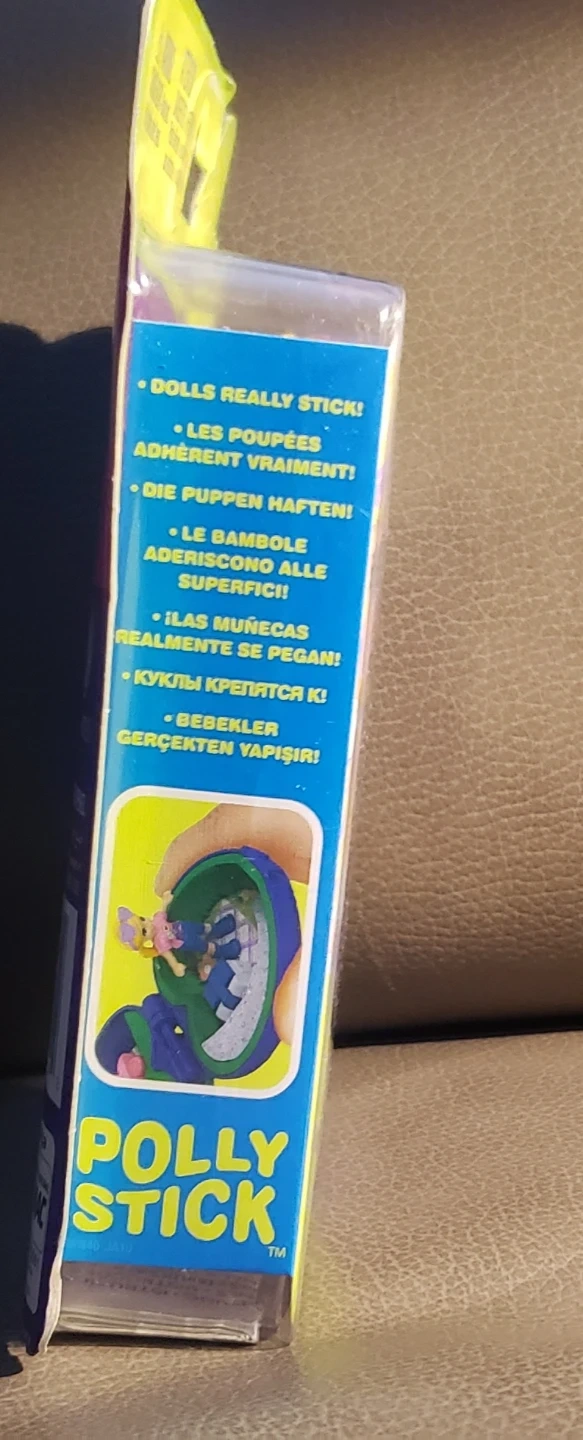 • DOLLS REALLY STICK!
• LES POUPÉES
ADHÈRENT VRAIMENT!
• DIE PUPPEN HAFTEN!
• LE BAMBOLE
ADERISCONO ALLE
SUPERFICI!
• ¡LAS MUÑECAS
REALMENTE SE PEGAN!
• КУКЛЫ КРЕПЯТСЯ К!
• BEBEKLER
GERÇEKTEN YAPIŞIR!
POLLY
STICK
TM